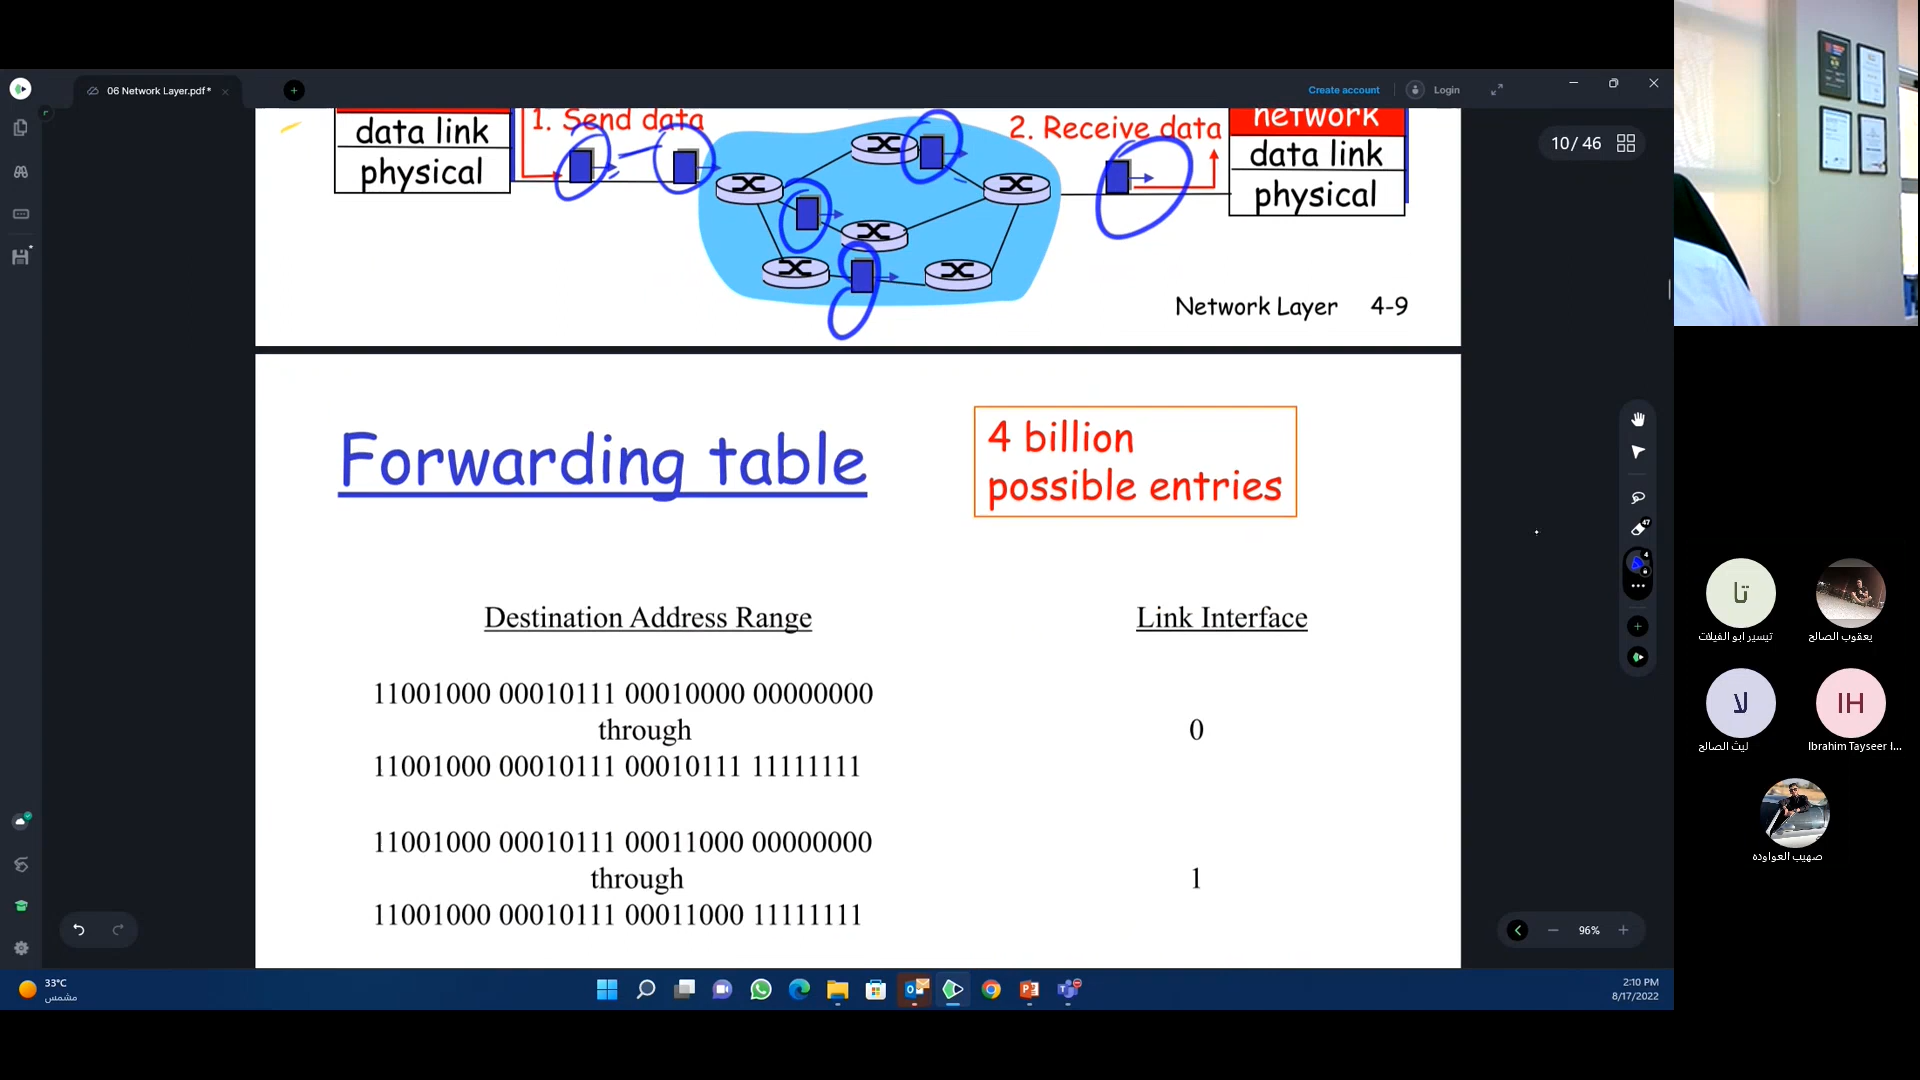 06 Network Layer.pdf*
Create account
Login
10/ 46
data link
physical
1. Send data
2. Receive data
network
data link
physical
Network Layer 4-9
Forwarding table
4 billion
possible entries
Destination Address Range
Link Interface
11001000 00010111 00010000 00000000
through
0
11001000 00010111 00010111 11111111
11001000 00010111 00011000 00000000
through
1
11001000 00010111 00011000 11111111
47
4
96%
33°C
مشمس
2:10 PM
8/17/2022
تا
تيسير ابو الفيلات
يعقوب الصالح
لا
IH
ليث الصالح
Ibrahim Tayseer I...
صهيب العواوده